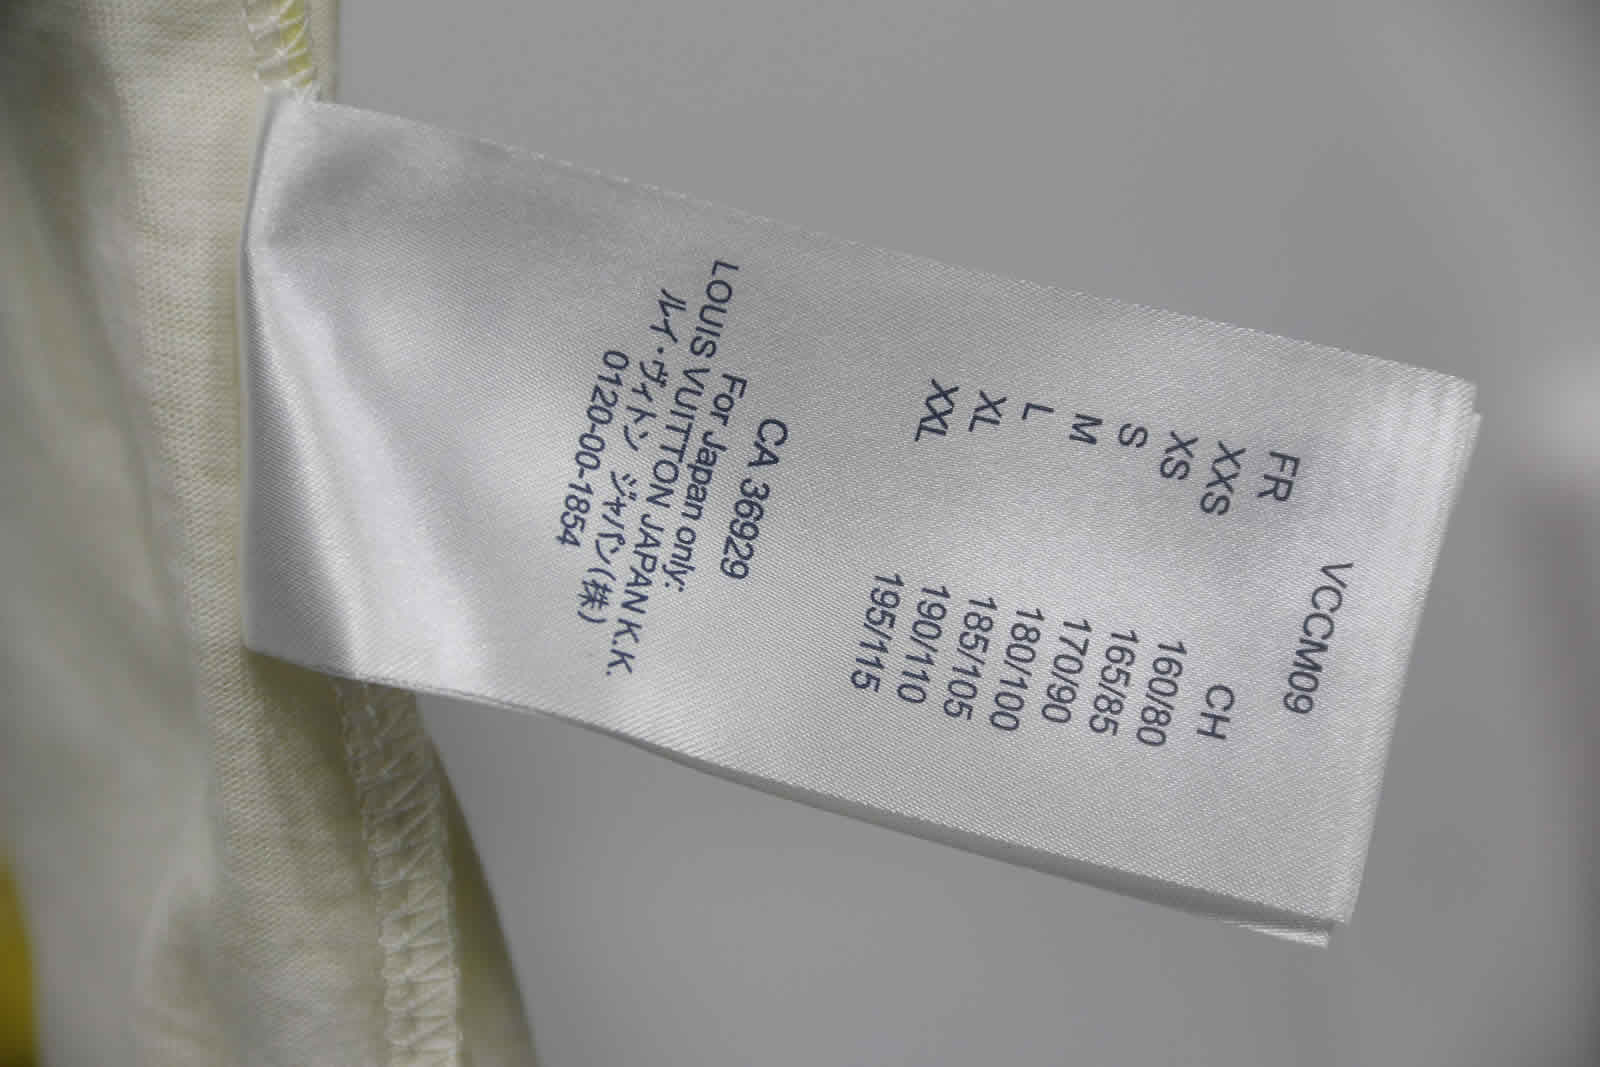 VCCM09
FR CH
XXS 160/80
XS 165/85
S 170/90
M 180/100
L 185/105
XL 190/110
XXL 195/115
CA 36929
For Japan only:
LOUIS VUITTON JAPAN K.K.
ルイ・ヴィトン ジャパン(株)
0120-00-1854